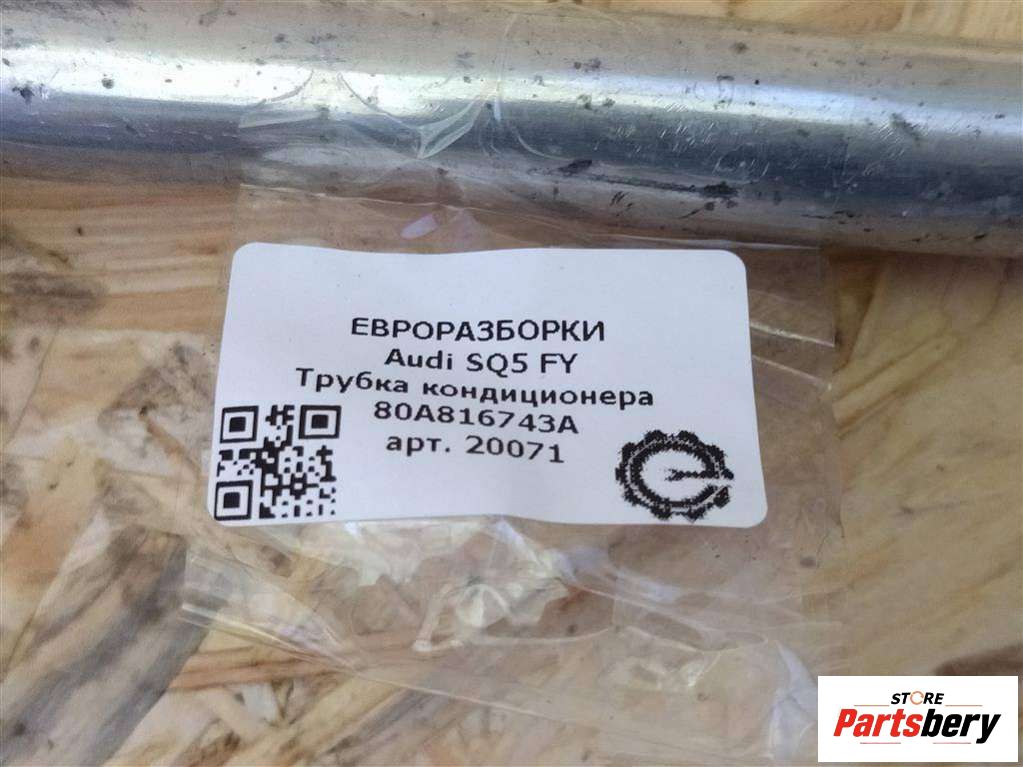 ЕВРОРАЗБОРКИ
Audi SQ5 FY
Трубка кондиционера
80A816743A
арт. 20071
STORE
Partsbery